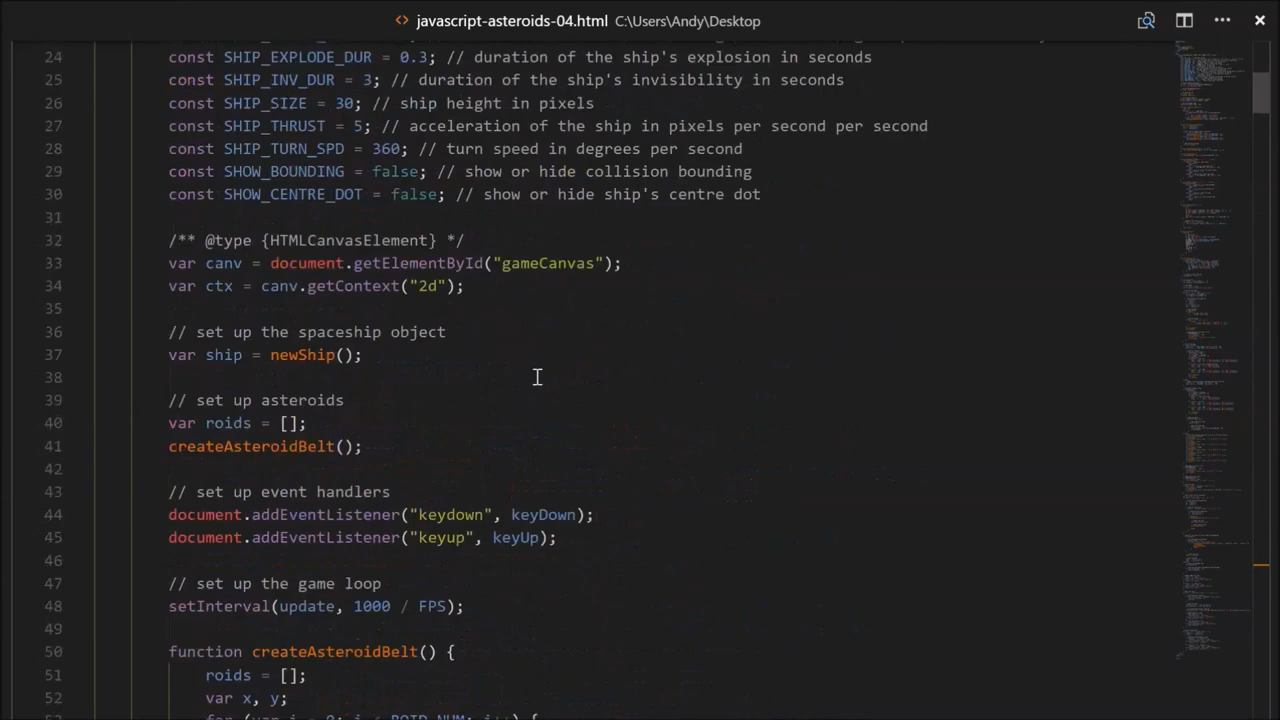 javascript-asteroids-04.html C:\Users\Andy\Desktop
24 const SHIP_EXPLODE_DUR = 0.3; // duration of the ship's explosion in seconds
25 const SHIP_INV_DUR = 3; // duration of the ship's invisibility in seconds
26 const SHIP_SIZE = 30; // ship height in pixels
27 const SHIP_THRUST = 5; // acceleration of the ship in pixels per second per second
28 const SHIP_TURN_SPD = 360; // turn speed in degrees per second
29 const SHOW_BOUNDING = false; // show or hide collision bounding
30 const SHOW_CENTRE_DOT = false; // show or hide ship's centre dot
31
32 /** @type {HTMLCanvasElement} */
33 var canv = document.getElementById("gameCanvas");
34 var ctx = canv.getContext("2d");
35
36 // set up the spaceship object
37 var ship = newShip();
38
39 // set up asteroids
40 var roids = [];
41 createAsteroidBelt();
42
43 // set up event handlers
44 document.addEventListener("keydown", keyDown);
45 document.addEventListener("keyup", keyUp);
46
47 // set up the game loop
48 setInterval(update, 1000 / FPS);
49
50 function createAsteroidBelt() {
51 roids = [];
52 var x, y;